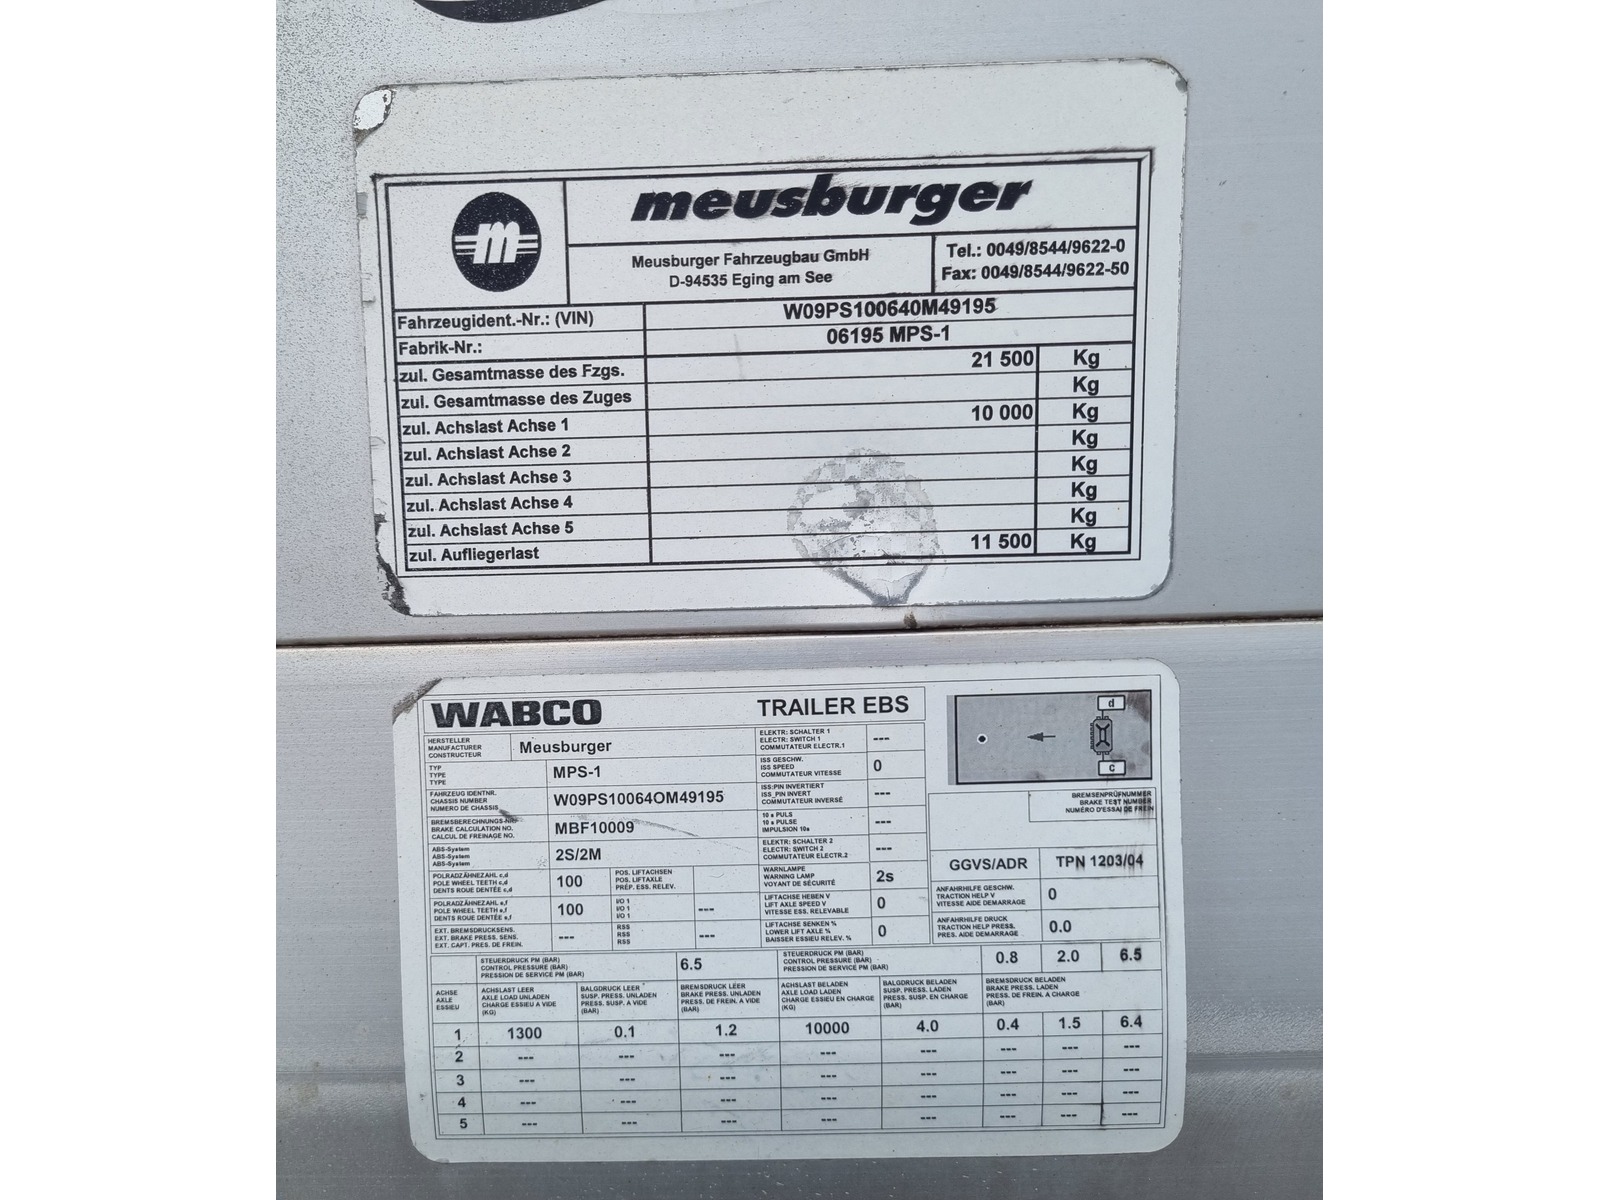 m
meusburger
Meusburger Fahrzeugbau GmbH
D-94535 Eging am See
Tel.: 0049/8544/9622-0
Fax: 0049/8544/9622-50
Fahrzeugident.-Nr.: (VIN) W09PS100640M49195
Fabrik-Nr.: 06195 MPS-1
zul. Gesamtmasse des Fzgs. 21 500 Kg
zul. Gesamtmasse des Zuges Kg
zul. Achslast Achse 1 10 000 Kg
zul. Achslast Achse 2 Kg
zul. Achslast Achse 3 Kg
zul. Achslast Achse 4 Kg
zul. Achslast Achse 5 Kg
zul. Aufliegerlast 11 500 Kg
WABCO TRAILER EBS
HERSTELLER
MANUFACTURER
CONSTRUCTEUR
Meusburger
TYP
TYPE
TYPE
MPS-1
FAHRZEUG IDENTNR.
CHASSIS NUMBER
NUMERO DE CHASSIS
W09PS10064OM49195
BREMSBERECHNUNGS-NR.
BRAKE CALCULATION NO.
CALCUL DE FREINAGE NO.
MBF10009
ABS-System
ABS-System
ABS-System
2S/2M
POLRADZÄHNEZAHL c,d
POLE WHEEL TEETH c,d
DENTS ROUE DENTÉE c,d
100
POS. LIFTACHSEN
POS. LIFTAXLE
PRÉP. ESS. RELEV.
POLRADZÄHNEZAHL e,f
POLE WHEEL TEETH e,f
DENTS ROUE DENTÉE e,f
100
I/O 1
I/O 1
I/O 1
---
EXT. BREMSDRUCKSENS.
EXT. BRAKE PRESS. SENS.
EXT. CAPT. PRES. DE FREIN.
---
RSS
RSS
RSS
---
ELEKTR: SCHALTER 1
ELECTR: SWITCH 1
COMMUTATEUR ELECTR.1
---
ISS GESCHW.
ISS SPEED
COMMUTATEUR VITESSE
0
ISS:PIN INVERTIERT
ISS_PIN INVERT
COMMUTATEUR INVERSÉ
---
10 s PULS
10 s PULSE
IMPULSION 10s
---
ELEKTR: SCHALTER 2
ELECTR: SWITCH 2
COMMUTATEUR ELECTR.2
---
WARNLAMPE
WARNING LAMP
VOYANT DE SÉCURITÉ
2s
LIFTACHSE HEBEN V
LIFT AXLE SPEED V
VITESSE ESS. RELEVABLE
0
LIFTACHSE SENKEN %
LOWER LIFT AXLE %
BAISSER ESSIEU RELEV. %
0
d
c
BREMSENPRÜFNUMMER
BRAKE TEST NUMBER
NUMÉRO D'ESSAI DE FREIN
GGVS/ADR TPN 1203/04
ANFAHRHILFE GESCHW.
TRACTION HELP V
VITESSE AIDE DEMARRAGE
0
ANFAHRHILFE DRUCK
TRACTION HELP PRESS.
PRES. AIDE DEMARRAGE
0.0
STEUERDRUCK PM (BAR)
CONTROL PRESSURE (BAR)
PRESSION DE SERVICE PM (BAR)
6.5
STEUERDRUCK PM (BAR)
CONTROL PRESSURE (BAR)
PRESSION DE SERVICE PM (BAR)
0.8 2.0 6.5
ACHSE
AXLE
ESSIEU
ACHSLAST LEER
AXLE LOAD UNLADEN
CHARGE ESSIEU A VIDE
(KG)
BALGDRUCK LEER
SUSP. PRESS. UNLADEN
PRESS. SUSP. A VIDE
(BAR)
BREMSDRUCK LEER
BRAKE PRESS. UNLADEN
PRESS. DE FREIN. A VIDE
(BAR)
ACHSLAST BELADEN
AXLE LOAD LADEN
CHARGE ESSIEU EN CHARGE
(KG)
BALGDRUCK BELADEN
SUSP. PRESS. LADEN
PRESS. SUSP. EN CHARGE
(BAR)
BREMSDRUCK BELADEN
BRAKE PRESS. LADEN
PRESS. DE FREIN. A CHARGE
(BAR)
1 1300 0.1 1.2 10000 4.0 0.4 1.5 6.4
2 --- --- --- --- --- --- --- ---
3 --- --- --- --- --- --- --- ---
4 --- --- --- --- --- --- --- ---
5 --- --- --- --- --- --- --- ---